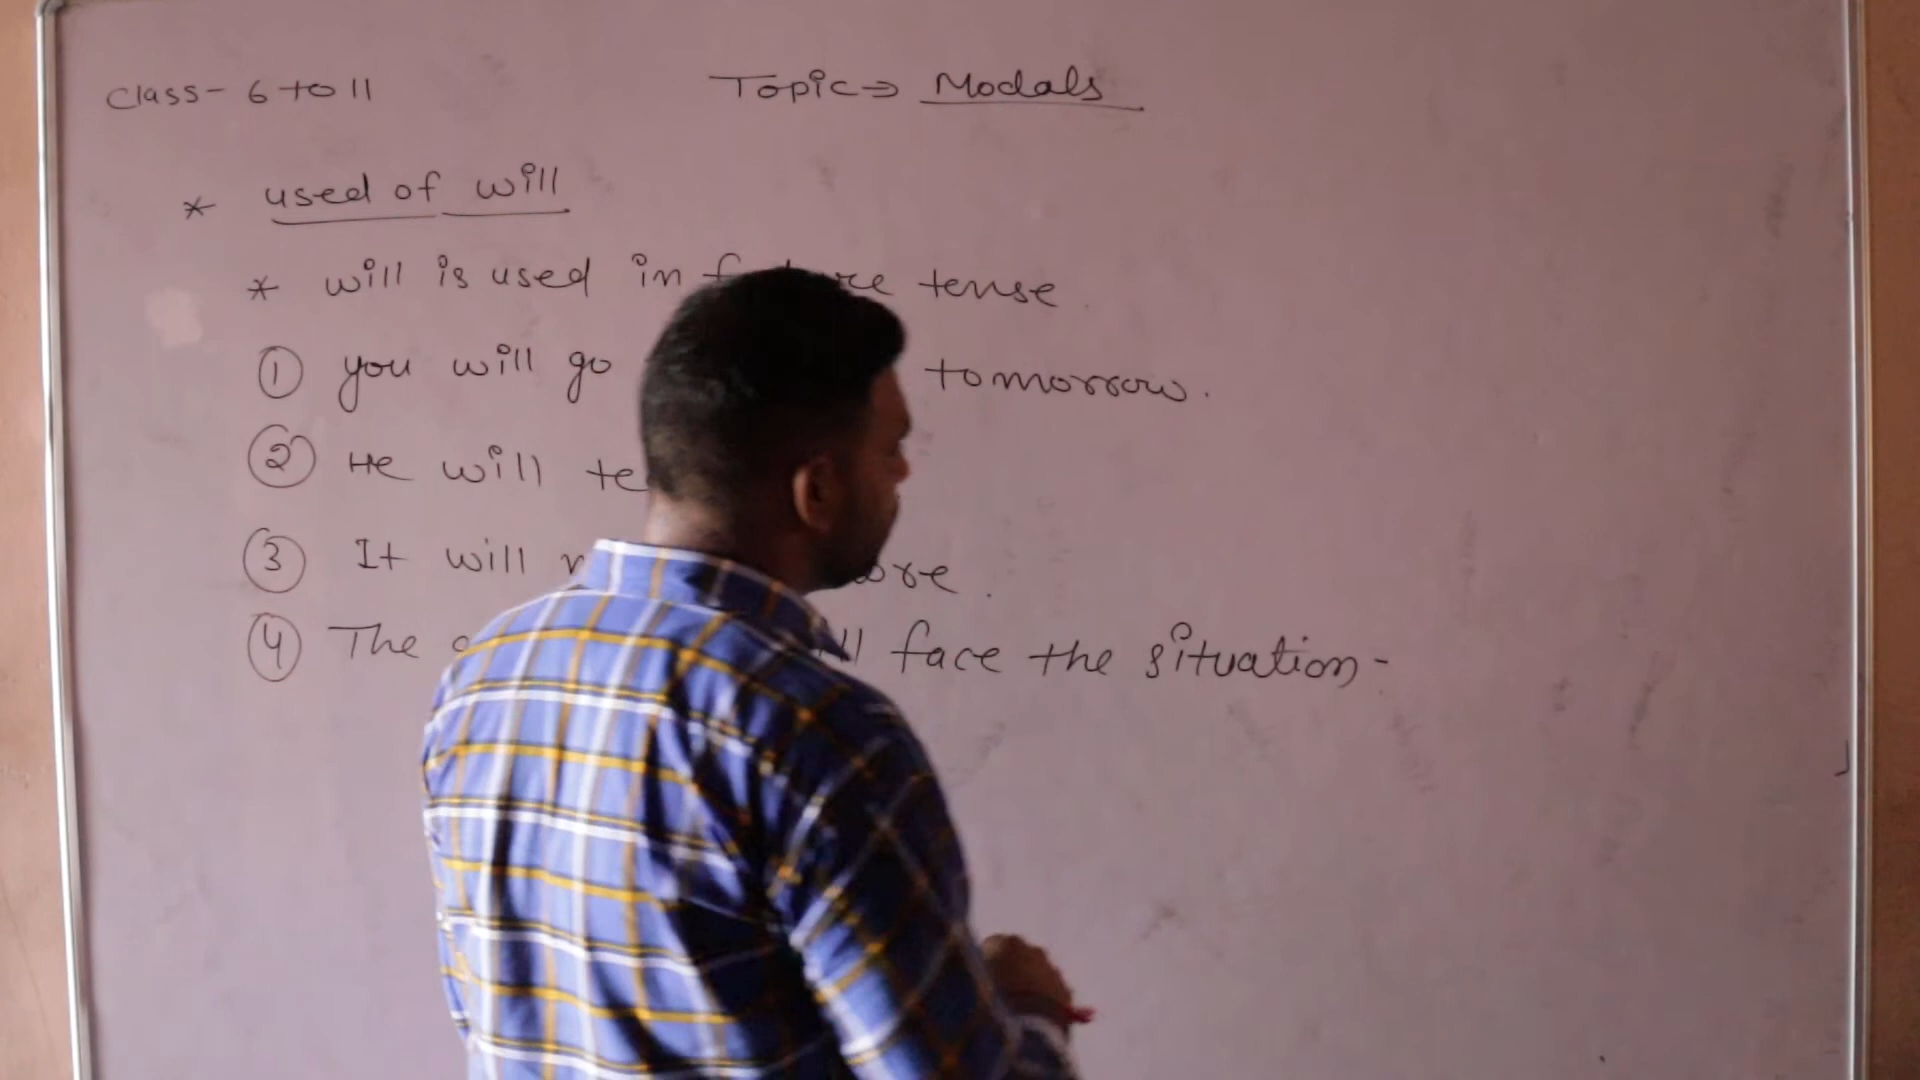 Class- 6 to 11
Topic→ Modals
* used of will
* will is used in tense.
① you will go tomorrow.
② He will
③ It will
④ The face the situation-